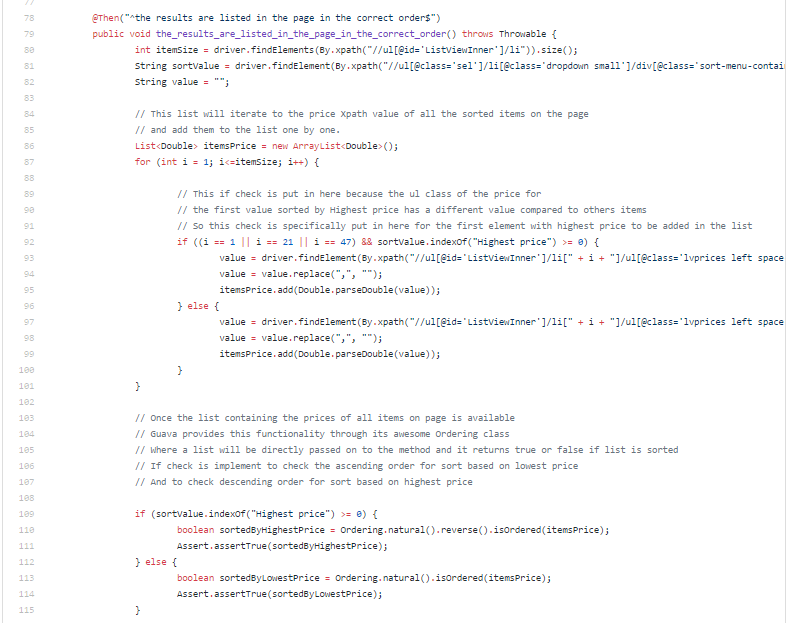 77
78 @Then("^the results are listed in the page in the correct order$")
79 public void the_results_are_listed_in_the_page_in_the_correct_order() throws Throwable {
80 int itemSize = driver.findElements(By.xpath("//ul[@id='ListViewInner']/li")).size();
81 String sortValue = driver.findElement(By.xpath("//ul[@class='sel']/li[@class='dropdown small']/div[@class='sort-menu-contai
82 String value = "";
83
84 // This list will iterate to the price Xpath value of all the sorted items on the page
85 // and add them to the list one by one.
86 List<Double> itemsPrice = new ArrayList<Double>();
87 for (int i = 1; i<=itemSize; i++) {
88
89 // This if check is put in here because the ul class of the price for
90 // the first value sorted by Highest price has a different value compared to others items
91 // So this check is specifically put in here for the first element with highest price to be added in the list
92 if ((i == 1 || i == 21 || i == 47) && sortValue.indexOf("Highest price") >= 0) {
93 value = driver.findElement(By.xpath("//ul[@id='ListViewInner']/li[" + i + "]/ul[@class='lvprices left space
94 value = value.replace(",", "");
95 itemsPrice.add(Double.parseDouble(value));
96 } else {
97 value = driver.findElement(By.xpath("//ul[@id='ListViewInner']/li[" + i + "]/ul[@class='lvprices left space
98 value = value.replace(",", "");
99 itemsPrice.add(Double.parseDouble(value));
100 }
101 }
102
103 // Once the list containing the prices of all items on page is available
104 // Guava provides this functionality through its awesome Ordering class
105 // Where a list will be directly passed on to the method and it returns true or false if list is sorted
106 // If check is implement to check the ascending order for sort based on lowest price
107 // And to check descending order for sort based on highest price
108
109 if (sortValue.indexOf("Highest price") >= 0) {
110 boolean sortedByHighestPrice = Ordering.natural().reverse().isOrdered(itemsPrice);
111 Assert.assertTrue(sortedByHighestPrice);
112 } else {
113 boolean sortedByLowestPrice = Ordering.natural().isOrdered(itemsPrice);
114 Assert.assertTrue(sortedByLowestPrice);
115 }